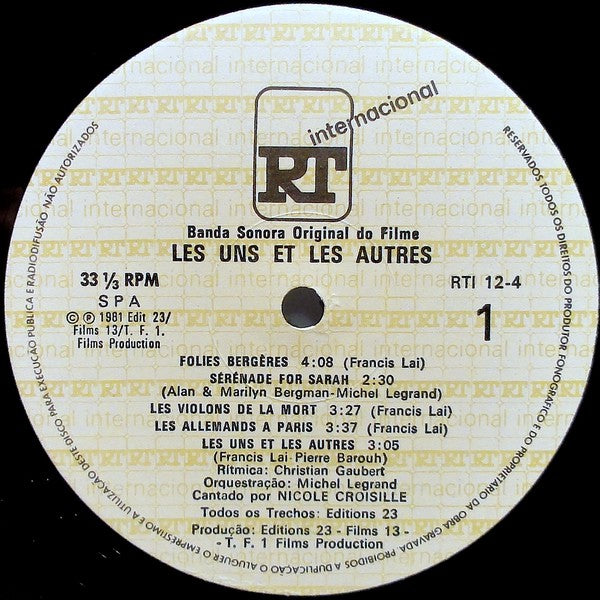 internacional
RT
Banda Sonora Original do Filme
LES UNS ET LES AUTRES
33 ⅓ RPM
S P A
© ℗ 1981 Edit 23/
Films 13/T. F. 1.
Films Production
RTI 12-4
1
FOLIES BERGÈRES 4:08 (Francis Lai)
SÉRÉNADE FOR SARAH 2:30
(Alan & Marilyn Bergman-Michel Legrand)
LES VIOLONS DE LA MORT 3:27 (Francis Lai)
LES ALLEMANDS A PARIS 3:37 (Francis Lai)
LES UNS ET LES AUTRES 3:05
(Francis Lai-Pierre Barouh)
Rítmica: Christian Gaubert
Orquestração: Michel Legrand
Cantado por NICOLE CROISILLE
Todos os Trechos: Editions 23
Produção: Editions 23 - Films 13 -
- T. F. 1 Films Production
RESERVADOS TODOS OS DIREITOS DO PRODUTOR FONOGRÁFICO E DO PROPRIETÁRIO DA OBRA GRAVADA PROIBIDOS A DUPLICAÇÃO O ALUGUER O EMPRÉSTIMO E A UTILIZAÇÃO DESTE DISCO PARA EXECUÇÃO PUBLICA E RADIODIFUSÃO NÃO AUTORIZADOS